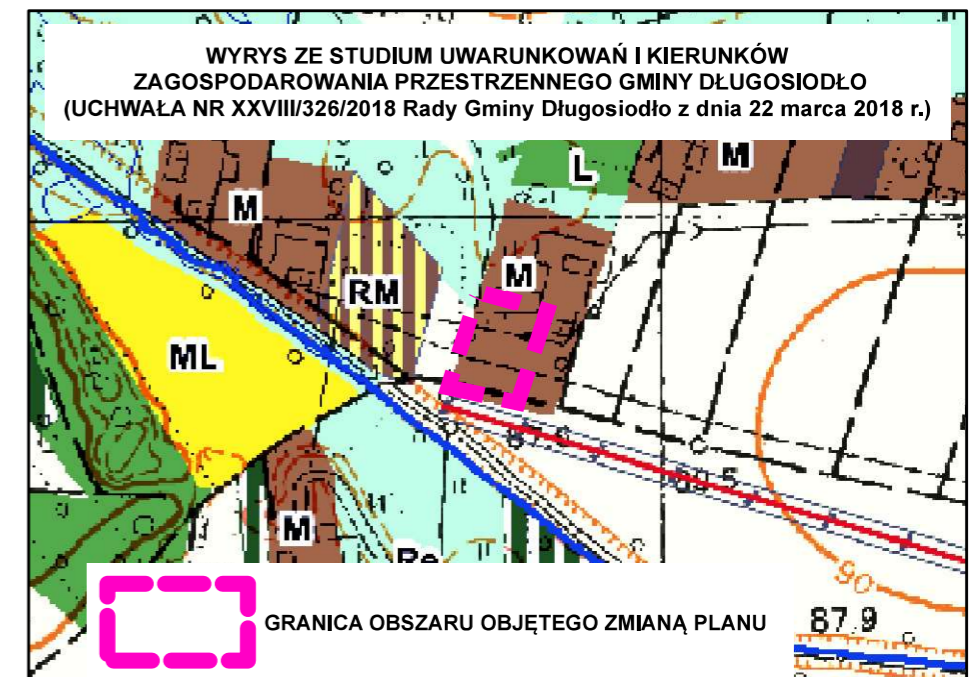 WYRYS ZE STUDIUM UWARUNKOWAŃ I KIERUNKÓW
ZAGOSPODAROWANIA PRZESTRZENNEGO GMINY DŁUGOSIODŁO
(UCHWAŁA NR XXVIII/326/2018 Rady Gminy Długosiodło z dnia 22 marca 2018 r.)
L
M
M
M
RM
ML
M
Re
90
87.9
GRANICA OBSZARU OBJĘTEGO ZMIANĄ PLANU